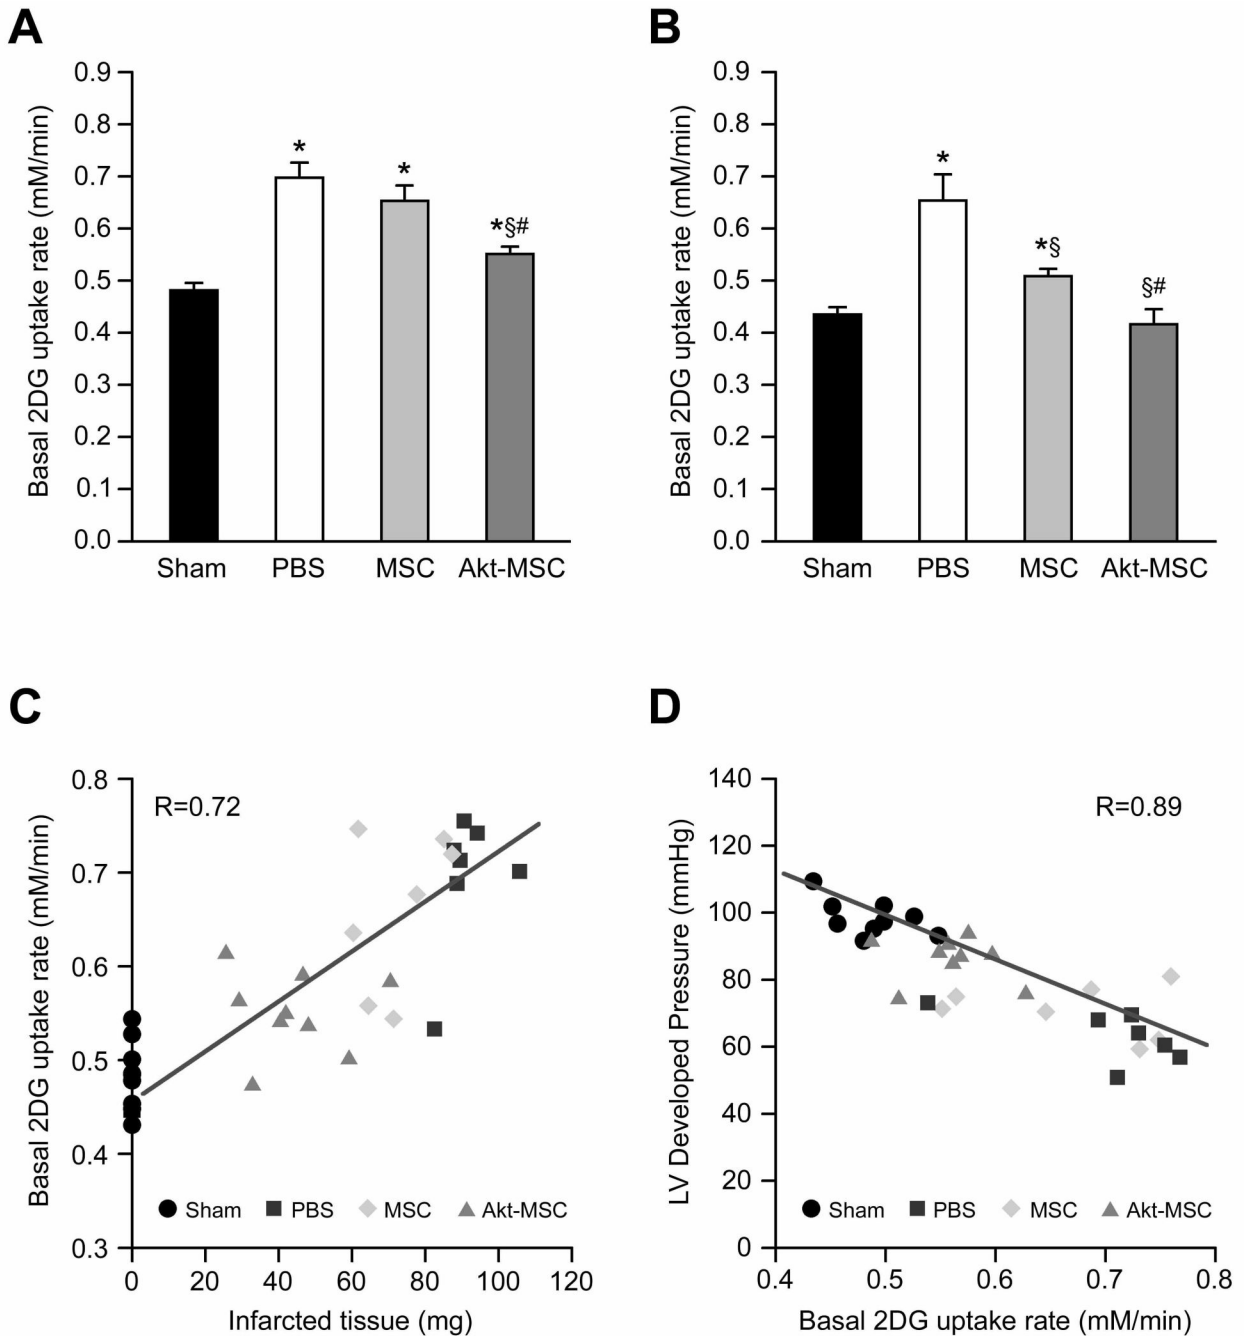 A
Basal 2DG uptake rate (mM/min)
0.9
0.8
0.7
0.6
0.5
0.4
0.3
0.2
0.1
0.0
*
*
*§#
Sham PBS MSC Akt-MSC
B
Basal 2DG uptake rate (mM/min)
0.9
0.8
0.7
0.6
0.5
0.4
0.3
0.2
0.1
0.0
*
*§
§#
Sham PBS MSC Akt-MSC
C
Basal 2DG uptake rate (mM/min)
0.8
0.7
0.6
0.5
0.4
0.3
R=0.72
Sham PBS MSC Akt-MSC
0 20 40 60 80 100 120
Infarcted tissue (mg)
D
LV Developed Pressure (mmHg)
140
120
100
80
60
40
20
0
R=0.89
Sham PBS MSC Akt-MSC
0.4 0.5 0.6 0.7 0.8
Basal 2DG uptake rate (mM/min)